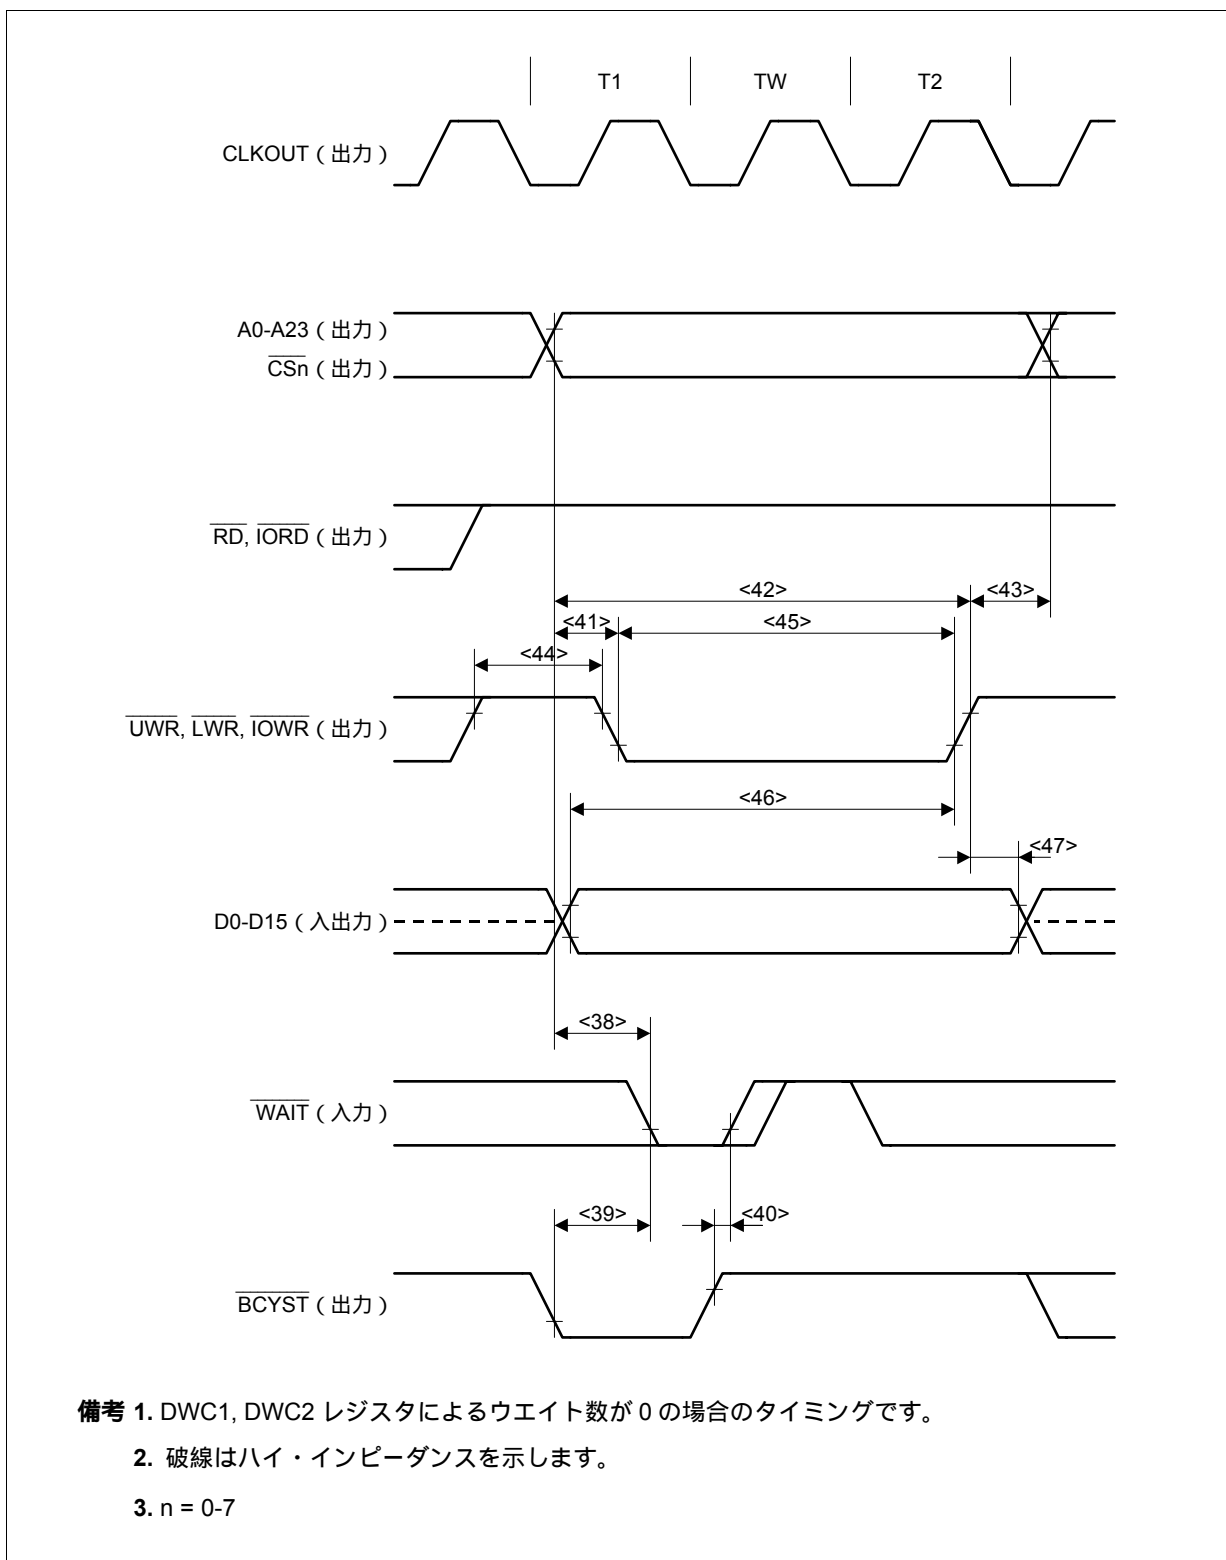 T1 TW T2
CLKOUT(出力)
A0-A23(出力)
CSn(出力)
RD, IORD(出力)
<42> <43>
<41> <45>
<44>
UWR, LWR, IOWR(出力)
<46>
<47>
D0-D15(入出力)
<38>
WAIT(入力)
<39> <40>
BCYST(出力)
備考 1. DWC1, DWC2 レジスタによるウエイト数が 0 の場合のタイミングです。
2. 破線はハイ・インピーダンスを示します。
3. n = 0-7